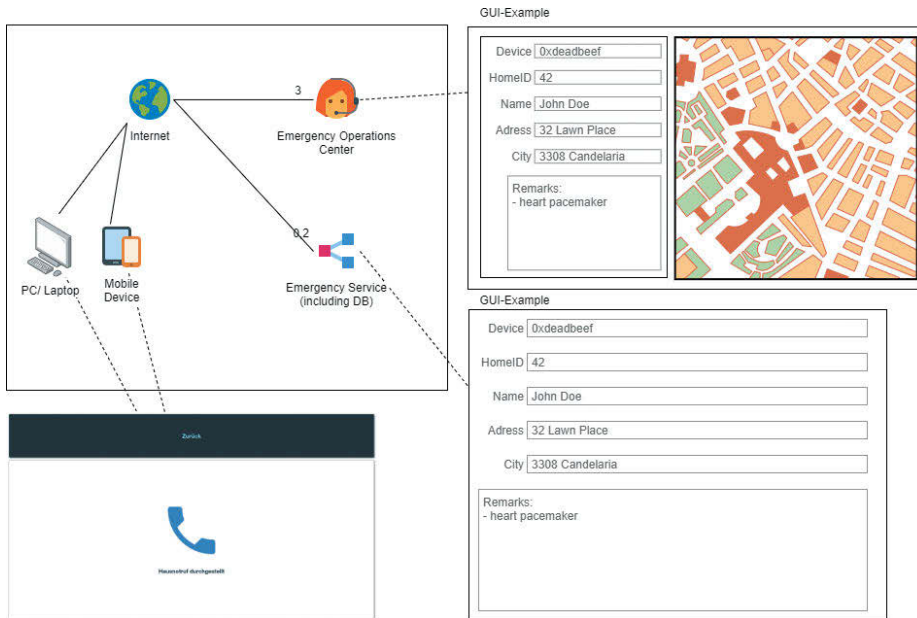 GUI-Example
Device 0xdeadbeef
HomeID 42
Name John Doe
Adress 32 Lawn Place
City 3308 Candelaria
Remarks:
- heart pacemaker
3
Internet
Emergency Operations
Center
0.2
PC/ Laptop
Mobile
Device
Emergency Service
(including DB)
GUI-Example
Device 0xdeadbeef
HomeID 42
Name John Doe
Adress 32 Lawn Place
City 3308 Candelaria
Remarks:
- heart pacemaker
Zurück
Hausnotruf durchgestellt